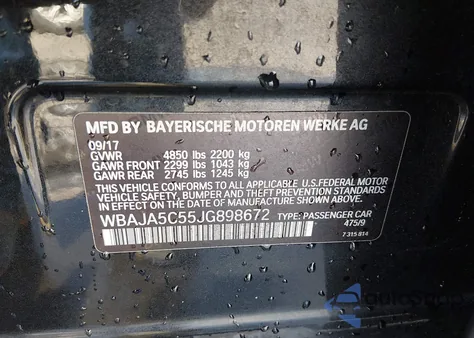 MFD BY BAYERISCHE MOTOREN WERKE AG
09/17
GVWR 4850 lbs 2200 kg
GAWR FRONT 2299 lbs 1043 kg
GAWR REAR 2745 lbs 1245 kg
THIS VEHICLE CONFORMS TO ALL APPLICABLE U.S. FEDERAL MOTOR
VEHICLE SAFETY, BUMPER AND THEFT PREVENTION STANDARDS
IN EFFECT ON THE DATE OF MANUFACTURE SHOWN ABOVE.
WBAJA5C55JG898672 TYPE: PASSENGER CAR
475/9
7 315 814